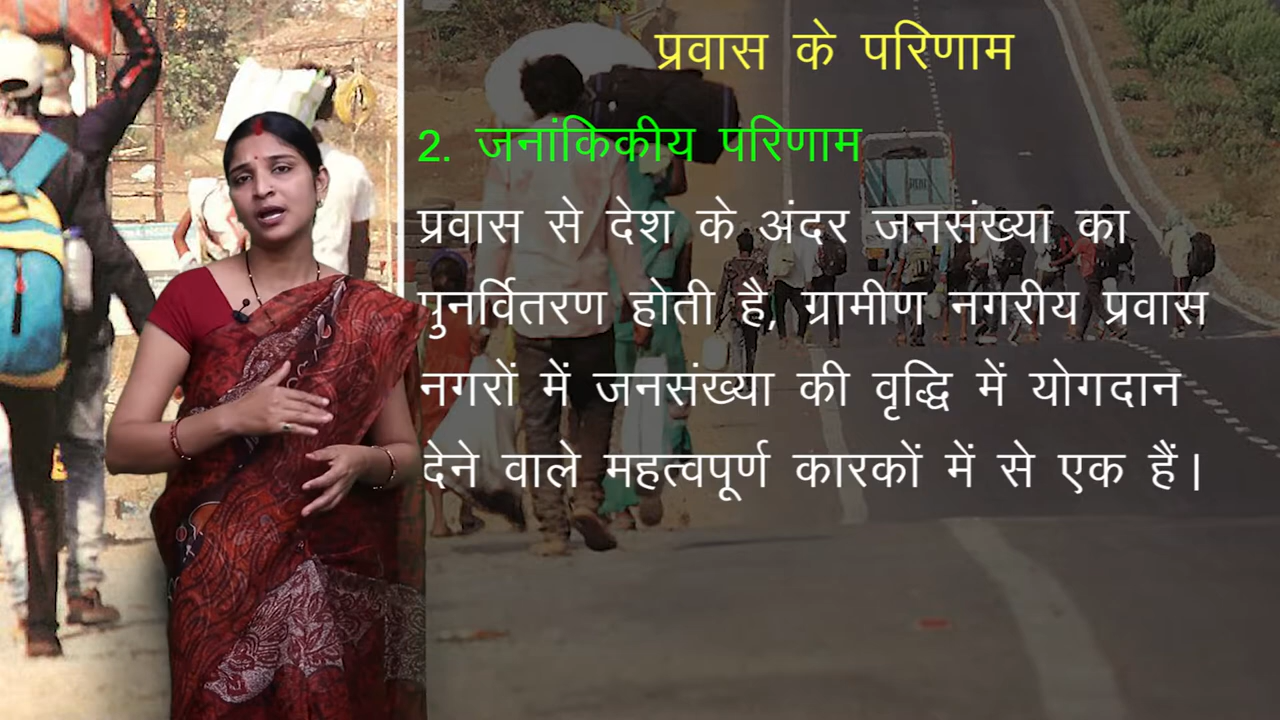 प्रवास के परिणाम
2. जनांकिकीय परिणाम
प्रवास से देश के अंदर जनसंख्या का
पुनर्वितरण होती है, ग्रामीण नगरीय प्रवास
नगरों में जनसंख्या की वृद्धि में योगदान
देने वाले महत्वपूर्ण कारकों में से एक हैं।